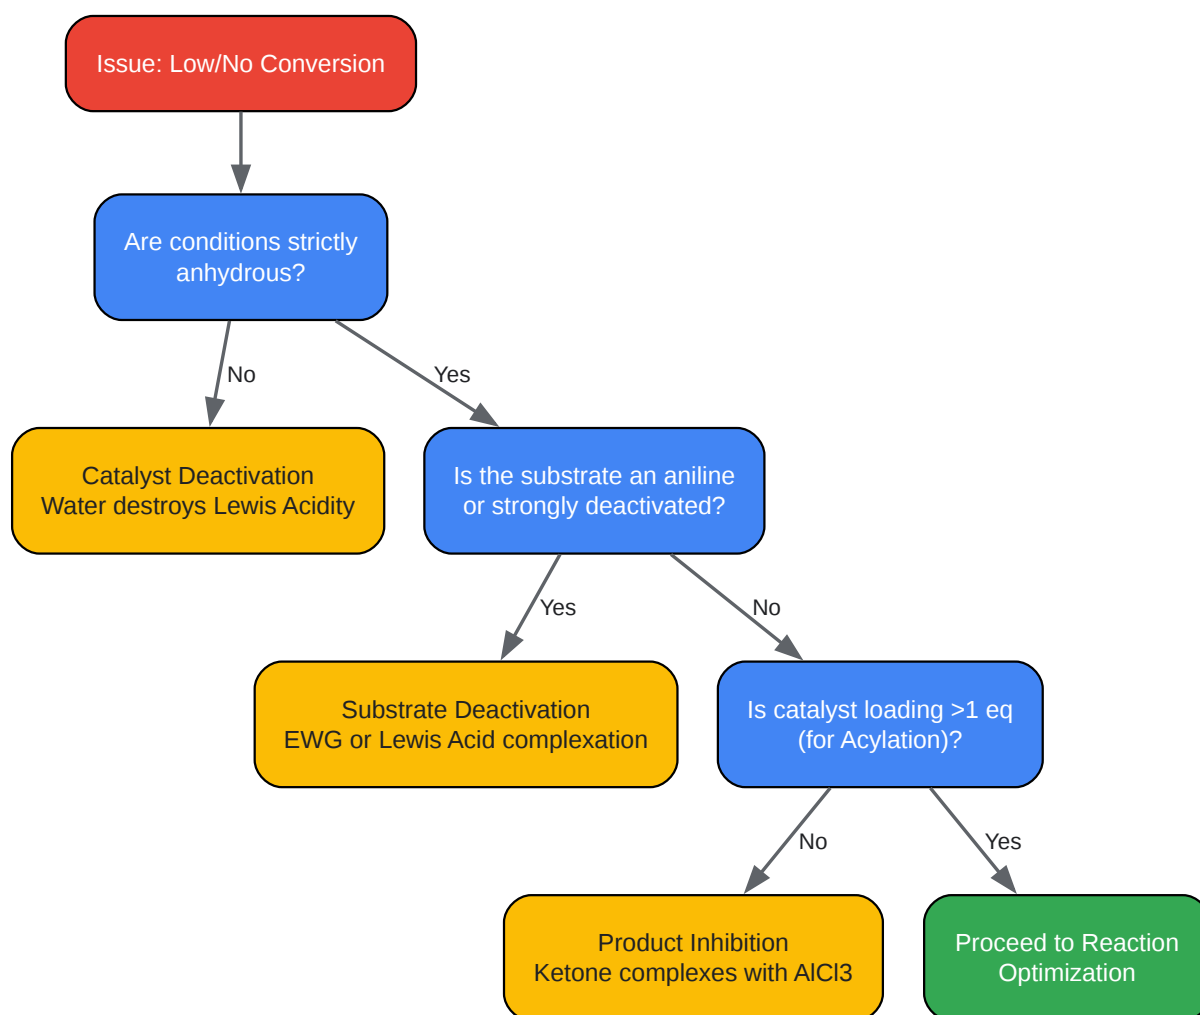 Issue: Low/No Conversion
Are conditions strictly
anhydrous?
No
Yes
Catalyst Deactivation
Water destroys Lewis Acidity
Is the substrate an aniline
or strongly deactivated?
Yes
No
Substrate Deactivation
EWG or Lewis Acid complexation
Is catalyst loading >1 eq
(for Acylation)?
No
Yes
Product Inhibition
Ketone complexes with AlCl3
Proceed to Reaction
Optimization